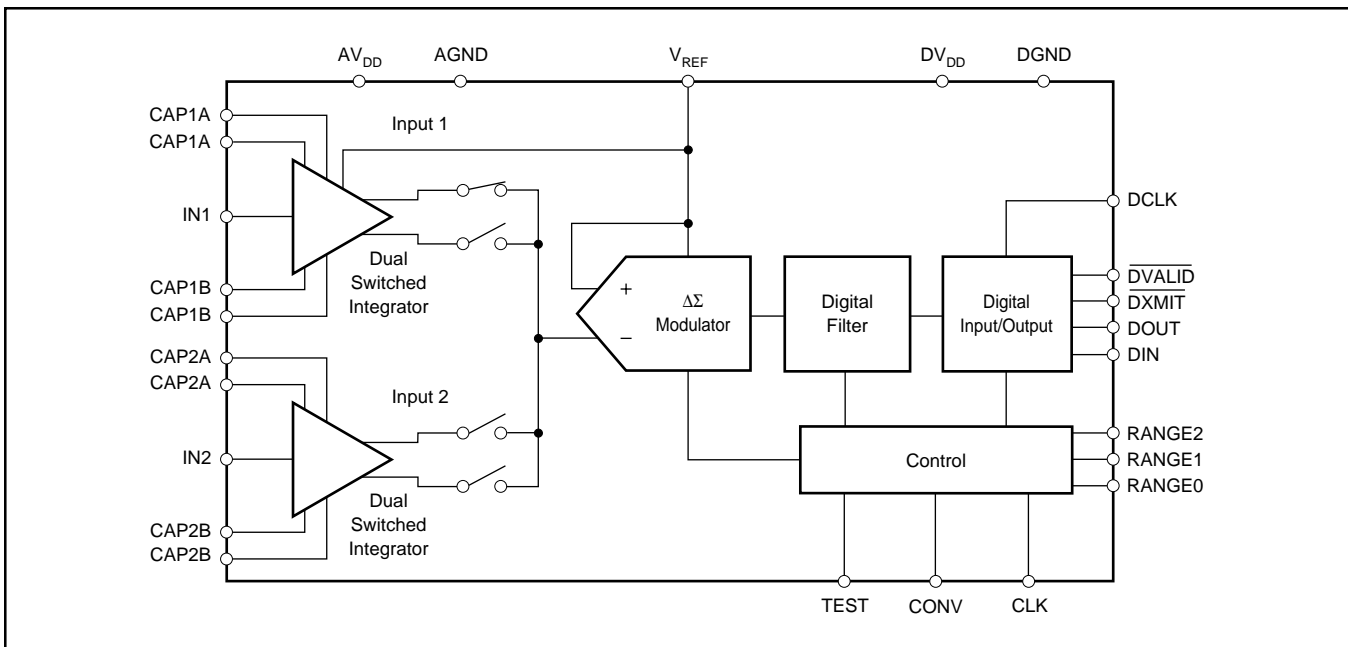 AVDD
AGND
VREF
DVDD
DGND
CAP1A
CAP1A
Input 1
IN1
Dual
Switched
Integrator
CAP1B
CAP1B
CAP2A
CAP2A
Input 2
IN2
Dual
Switched
Integrator
CAP2B
CAP2B
+
−
ΔΣ
Modulator
Digital
Filter
Digital
Input/Output
Control
DCLK
DVALID
DXMIT
DOUT
DIN
RANGE2
RANGE1
RANGE0
TEST
CONV
CLK